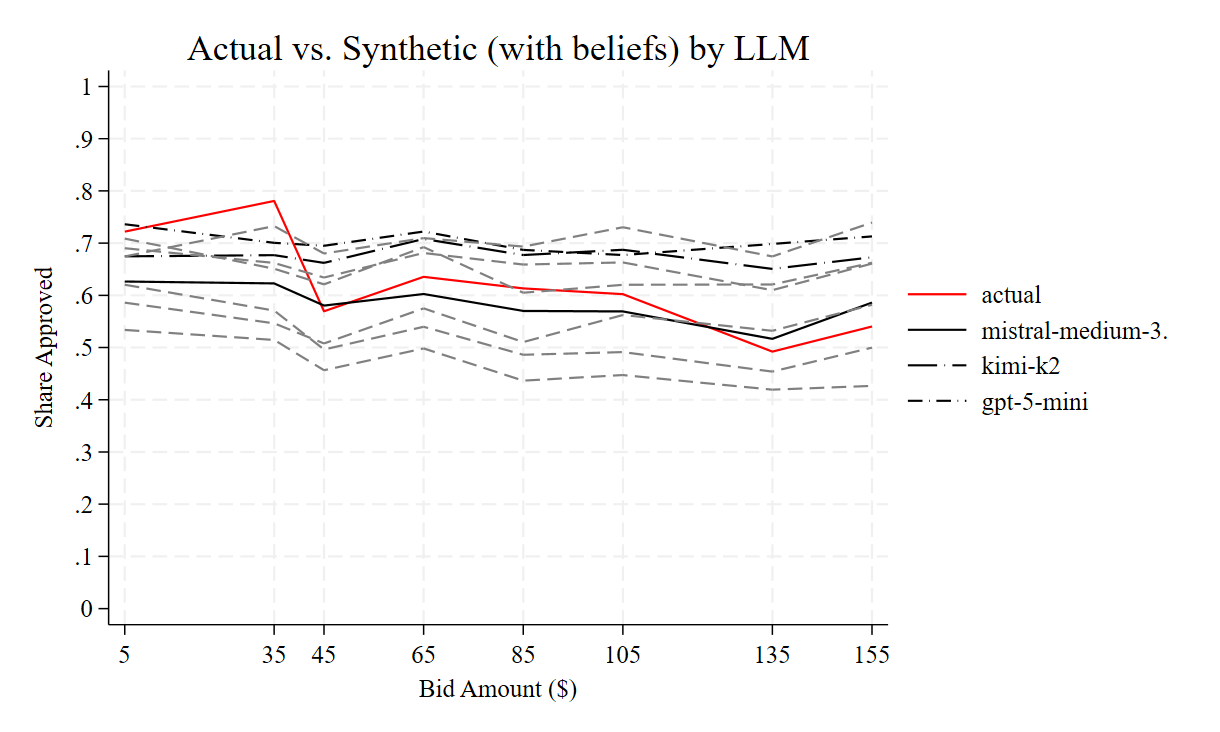 Actual vs. Synthetic (with beliefs) by LLM
1
.9
.8
.7
.6
.5
.4
.3
.2
.1
0
Share Approved
5 35 45 65 85 105 135 155
Bid Amount ($)
actual
mistral-medium-3.
kimi-k2
gpt-5-mini